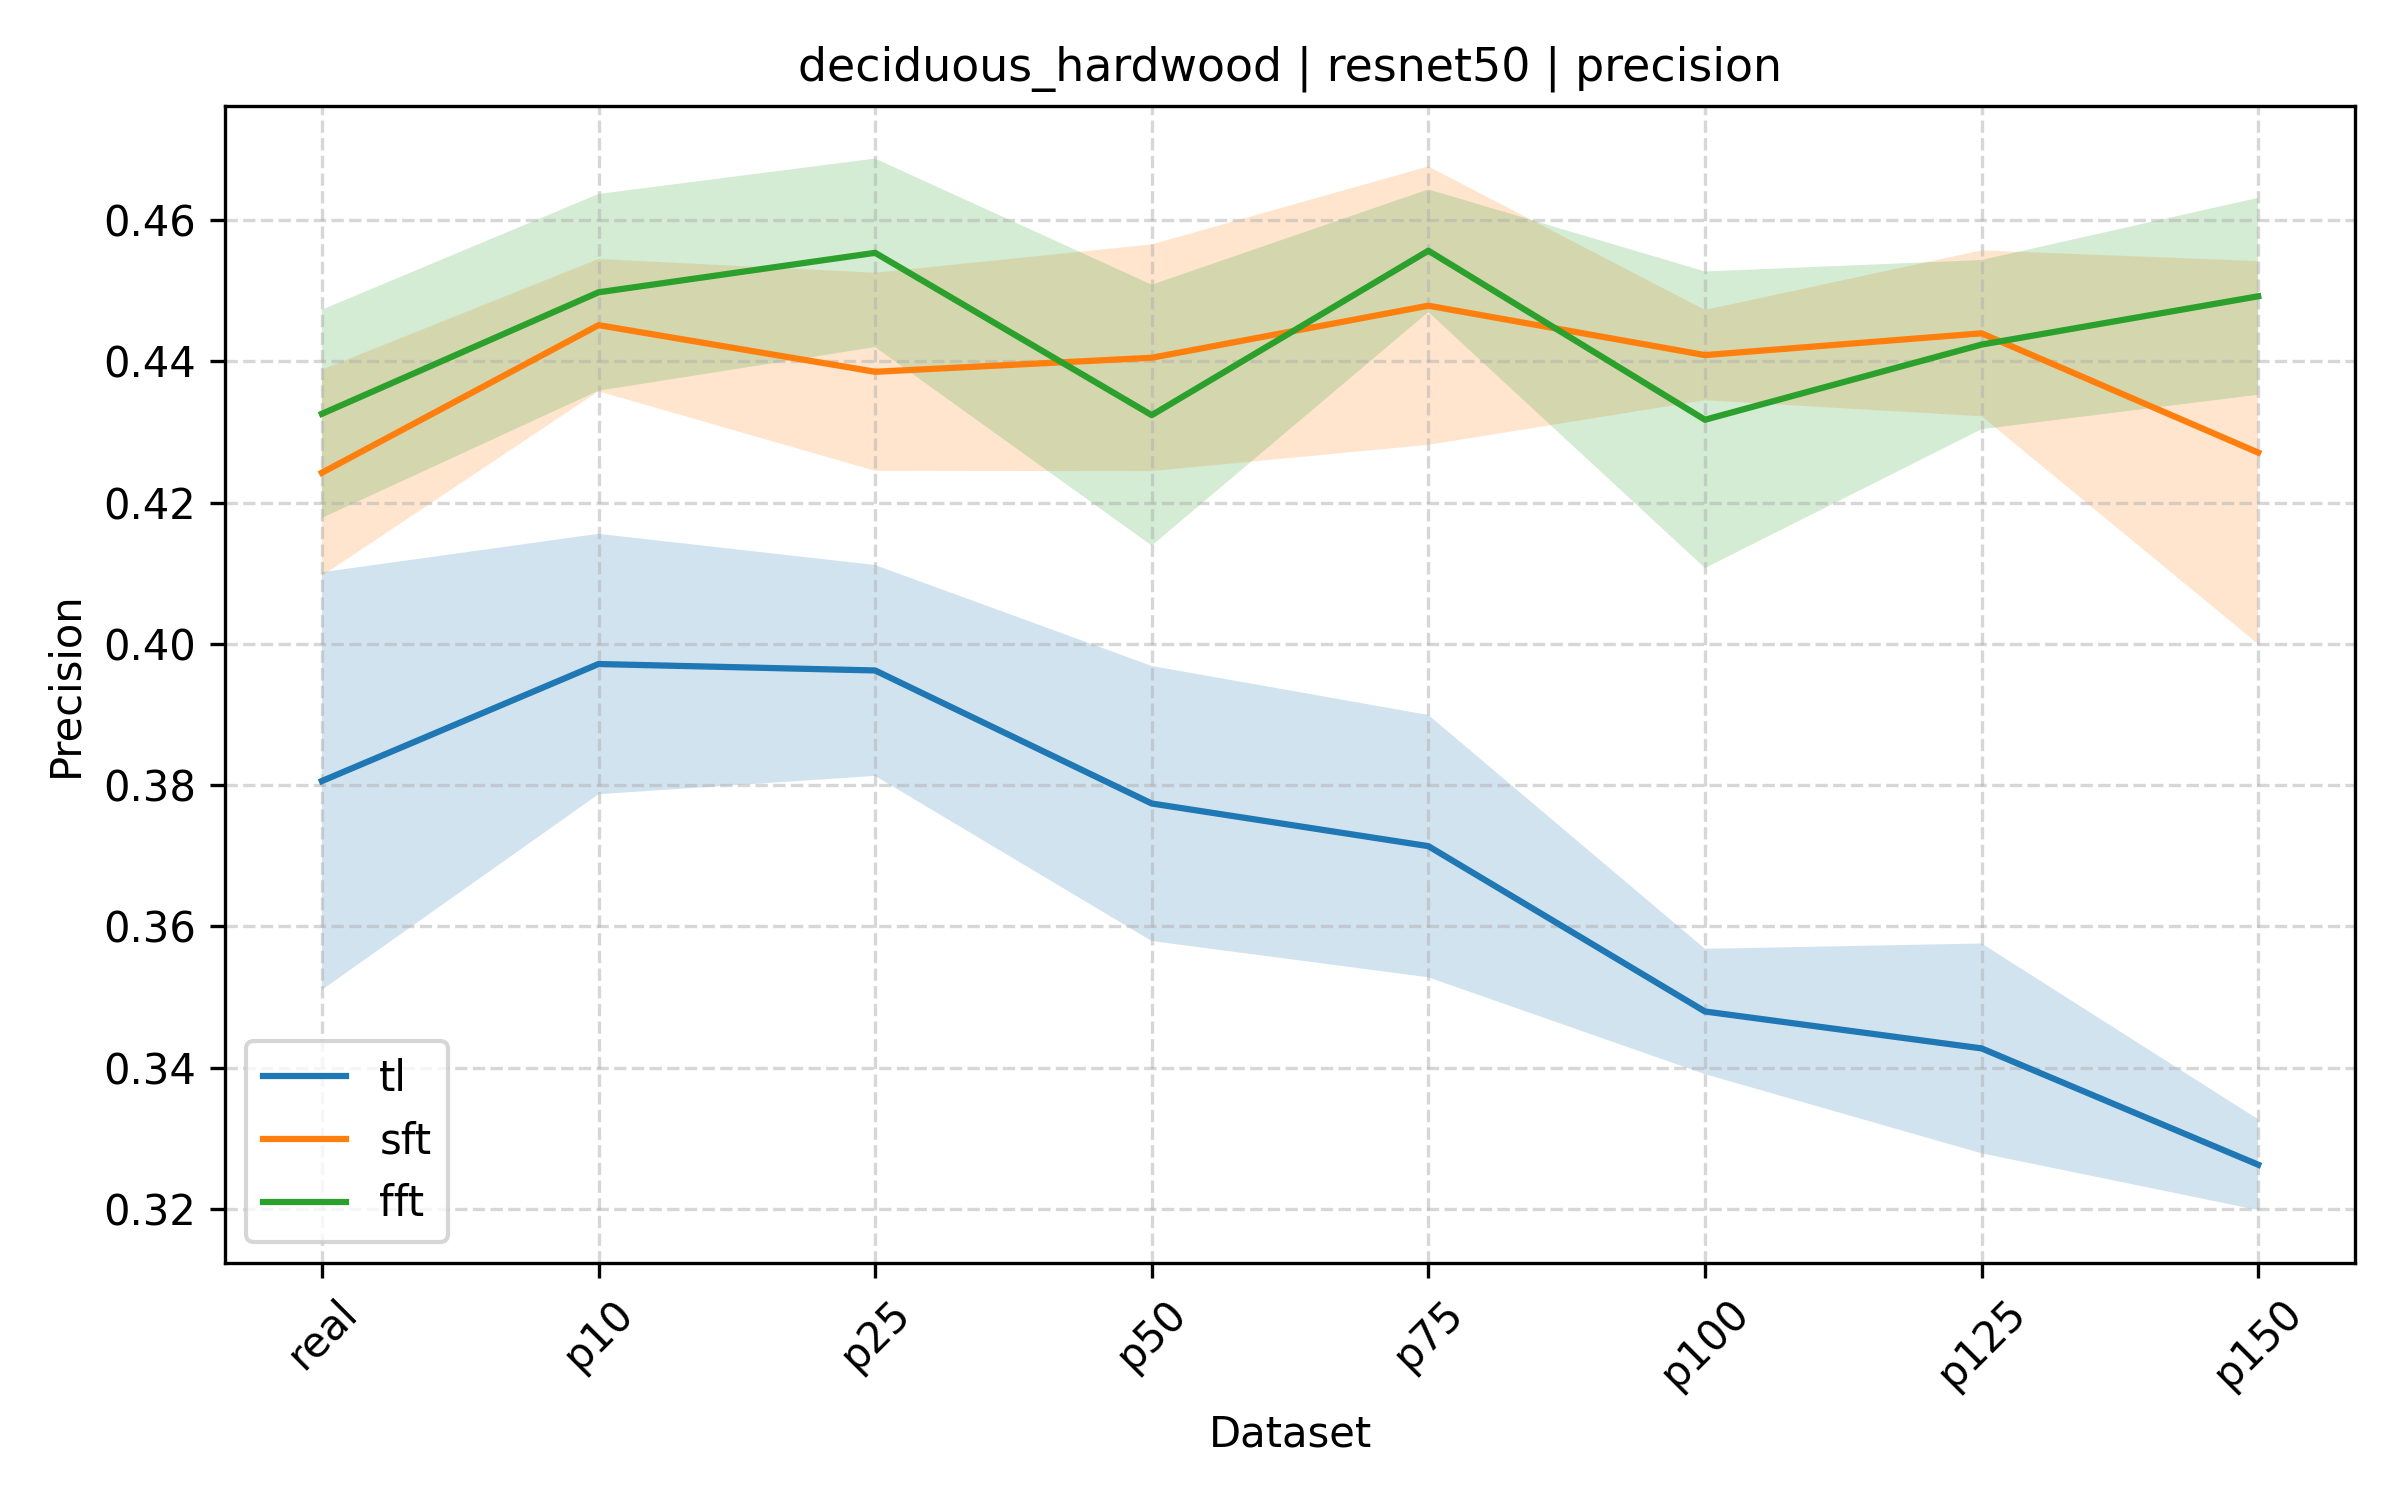 deciduous_hardwood | resnet50 | precision
Precision
0.46
0.44
0.42
0.40
0.38
0.36
0.34
0.32
tl
sft
fft
real
p10
p25
p50
p75
p100
p125
p150
Dataset